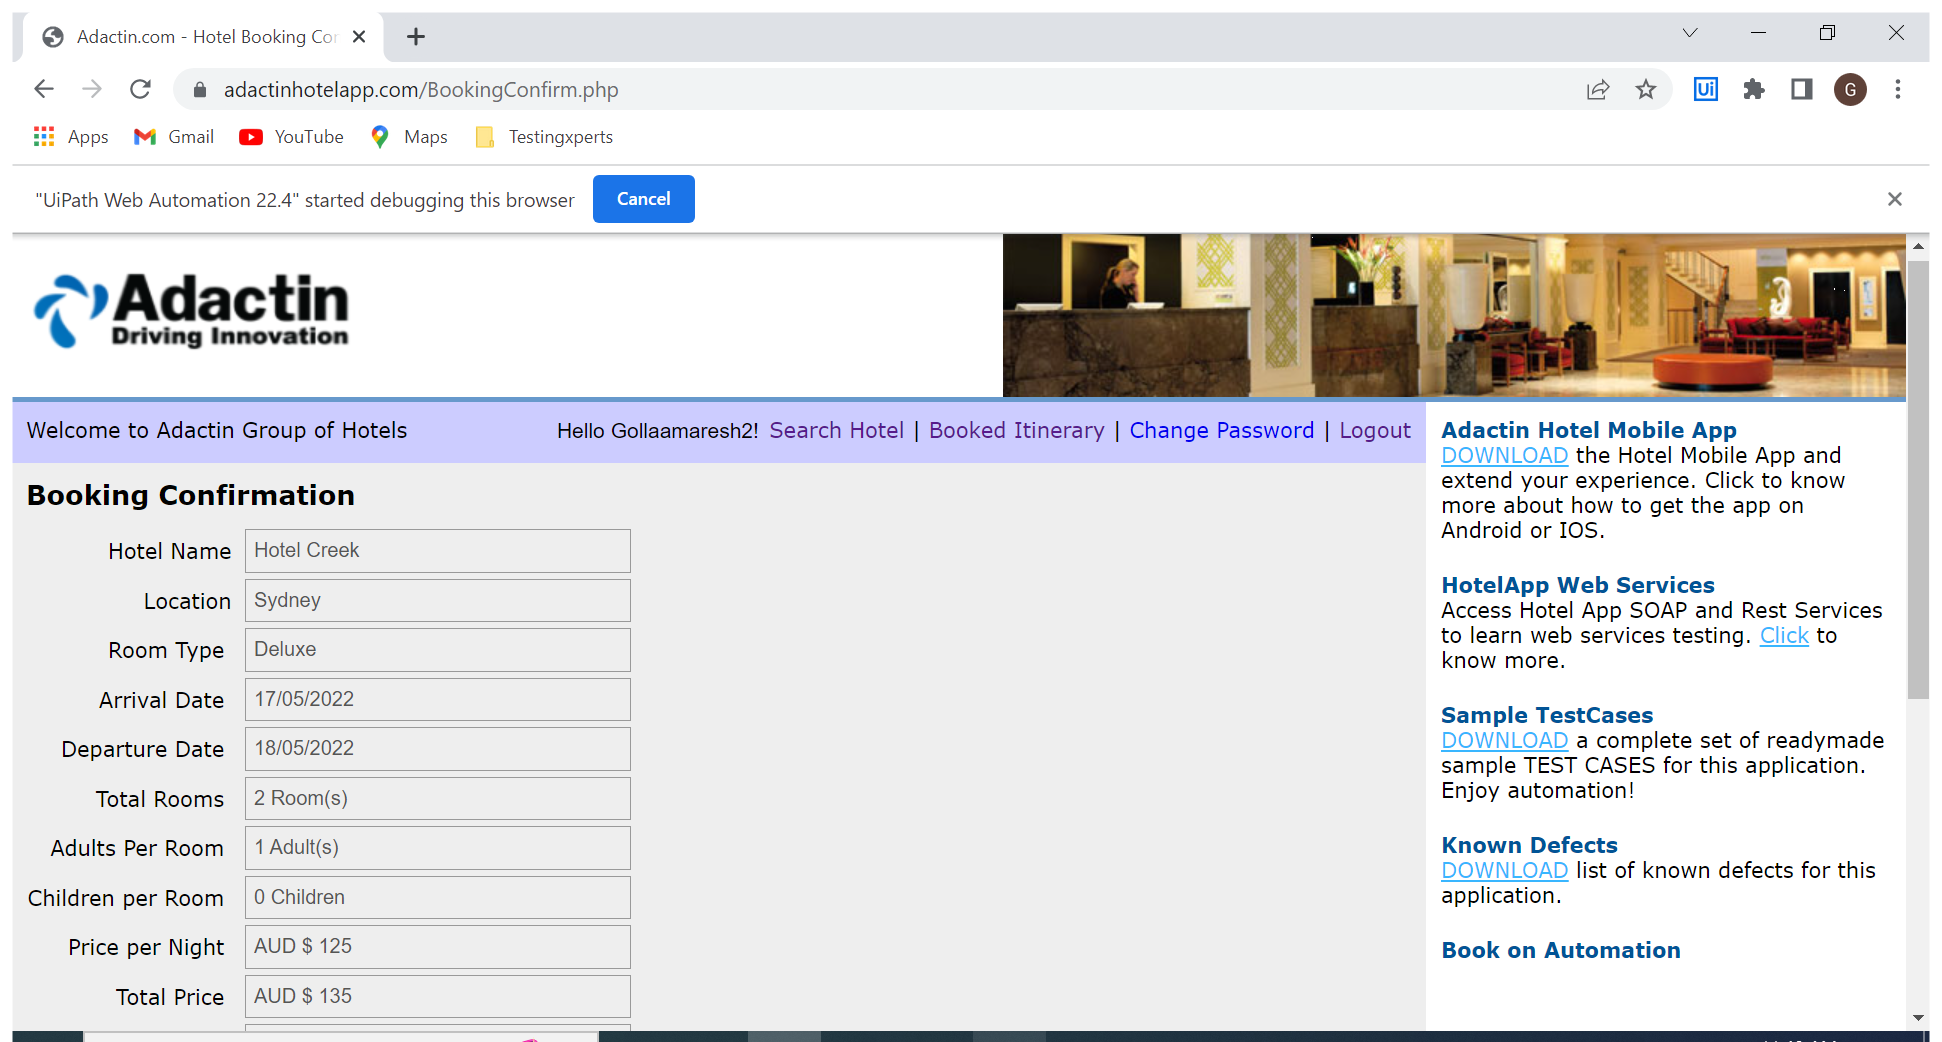 Adactin.com - Hotel Booking Con
adactinhotelapp.com/BookingConfirm.php
Ui
G
Apps
Gmail
YouTube
Maps
Testingxperts
"UiPath Web Automation 22.4" started debugging this browser
Cancel
Adactin
Driving Innovation
Welcome to Adactin Group of Hotels
Hello Gollaamaresh2! Search Hotel | Booked Itinerary | Change Password | Logout
Booking Confirmation
Hotel Name Hotel Creek
Location Sydney
Room Type Deluxe
Arrival Date 17/05/2022
Departure Date 18/05/2022
Total Rooms 2 Room(s)
Adults Per Room 1 Adult(s)
Children per Room 0 Children
Price per Night AUD $ 125
Total Price AUD $ 135
Adactin Hotel Mobile App
DOWNLOAD the Hotel Mobile App and
extend your experience. Click to know
more about how to get the app on
Android or IOS.
HotelApp Web Services
Access Hotel App SOAP and Rest Services
to learn web services testing. Click to
know more.
Sample TestCases
DOWNLOAD a complete set of readymade
sample TEST CASES for this application.
Enjoy automation!
Known Defects
DOWNLOAD list of known defects for this
application.
Book on Automation